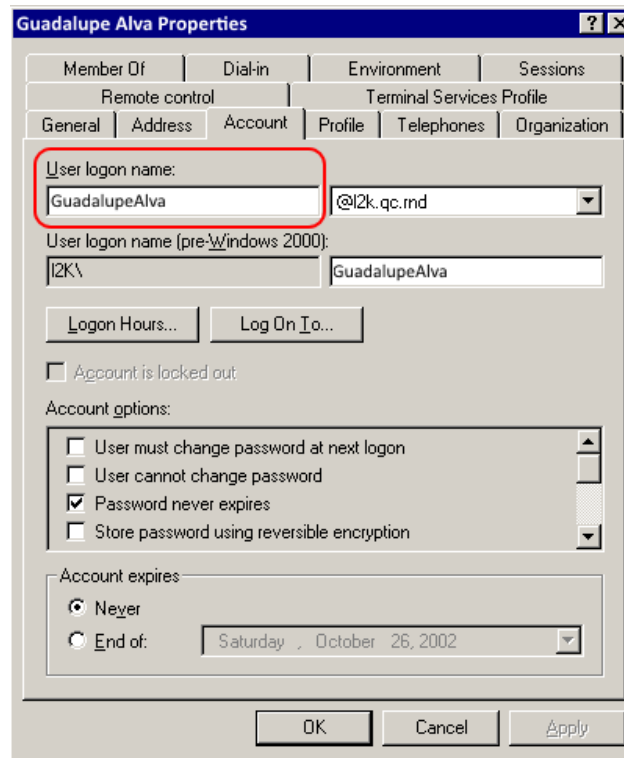 Guadalupe Alva Properties
Member Of Dial-in Environment Sessions
Remote control Terminal Services Profile
General Address Account Profile Telephones Organization
User logon name:
GuadalupeAlva @l2k.qc.rnd
User logon name (pre-Windows 2000):
l2K\ GuadalupeAlva
Logon Hours... Log On To...
Account is locked out
Account options:
User must change password at next logon
User cannot change password
Password never expires
Store password using reversible encryption
Account expires
Never
End of: Saturday , October 26, 2002
OK Cancel Apply